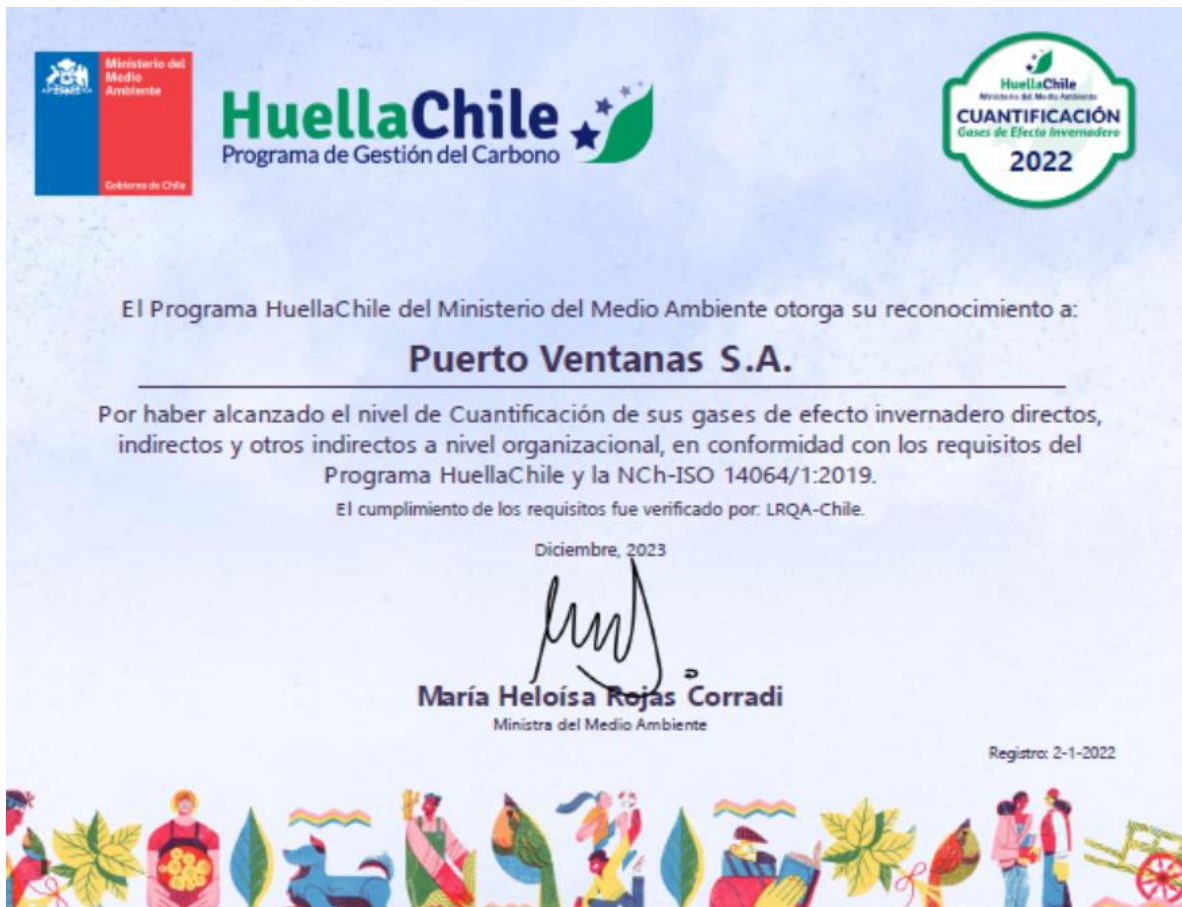 Ministerio del
Medio
Ambiente
Gobierno de Chile
HuellaChile
Programa de Gestión del Carbono
HuellaChile
Ministerio del Medio Ambiente
CUANTIFICACIÓN
Gases de Efecto Invernadero
2022
El Programa HuellaChile del Ministerio del Medio Ambiente otorga su reconocimiento a:
Puerto Ventanas S.A.
Por haber alcanzado el nivel de Cuantificación de sus gases de efecto invernadero directos,
indirectos y otros indirectos a nivel organizacional, en conformidad con los requisitos del
Programa HuellaChile y la NCh-ISO 14064/1:2019.
El cumplimiento de los requisitos fue verificado por: LRQA-Chile.
Diciembre, 2023
María Heloísa Rojas Corradi
Ministra del Medio Ambiente
Registro: 2-1-2022